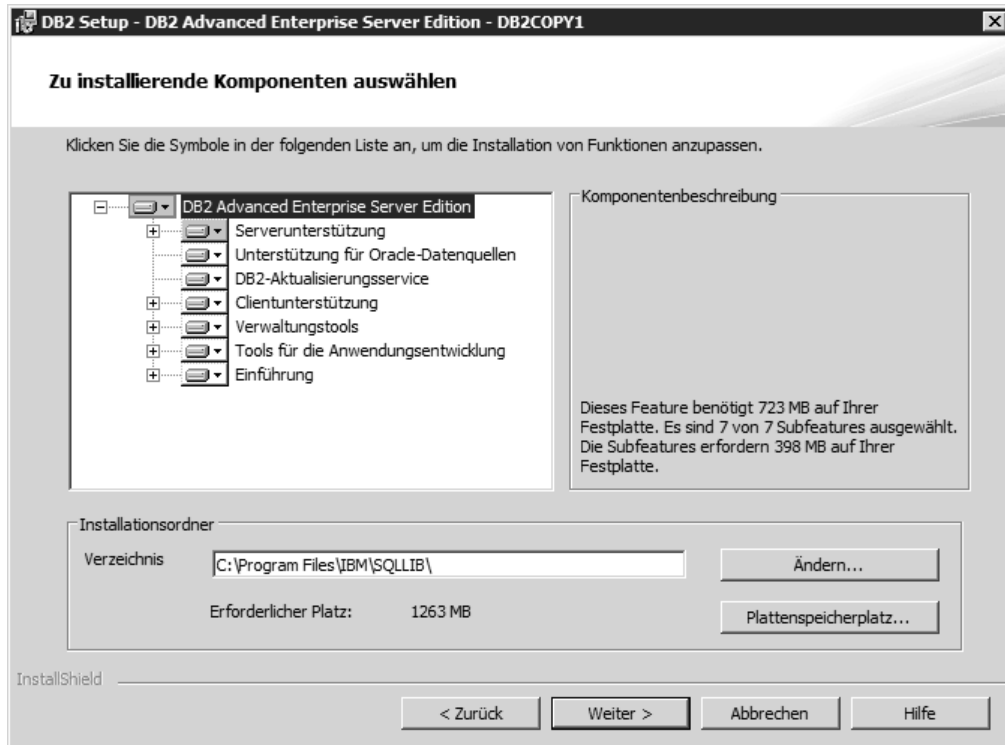 DB2 Setup - DB2 Advanced Enterprise Server Edition - DB2COPY1
Zu installierende Komponenten auswählen
Klicken Sie die Symbole in der folgenden Liste an, um die Installation von Funktionen anzupassen.
DB2 Advanced Enterprise Server Edition
Serverunterstützung
Unterstützung für Oracle-Datenquellen
DB2-Aktualisierungsservice
Clientunterstützung
Verwaltungstools
Tools für die Anwendungsentwicklung
Einführung
Komponentenbeschreibung
Dieses Feature benötigt 723 MB auf Ihrer
Festplatte. Es sind 7 von 7 Subfeatures ausgewählt.
Die Subfeatures erfordern 398 MB auf Ihrer
Festplatte.
Installationsordner
Verzeichnis
C:\Program Files\IBM\SQLLIB\
Ändern...
Erforderlicher Platz: 1263 MB
Plattenspeicherplatz...
InstallShield
< Zurück
Weiter >
Abbrechen
Hilfe